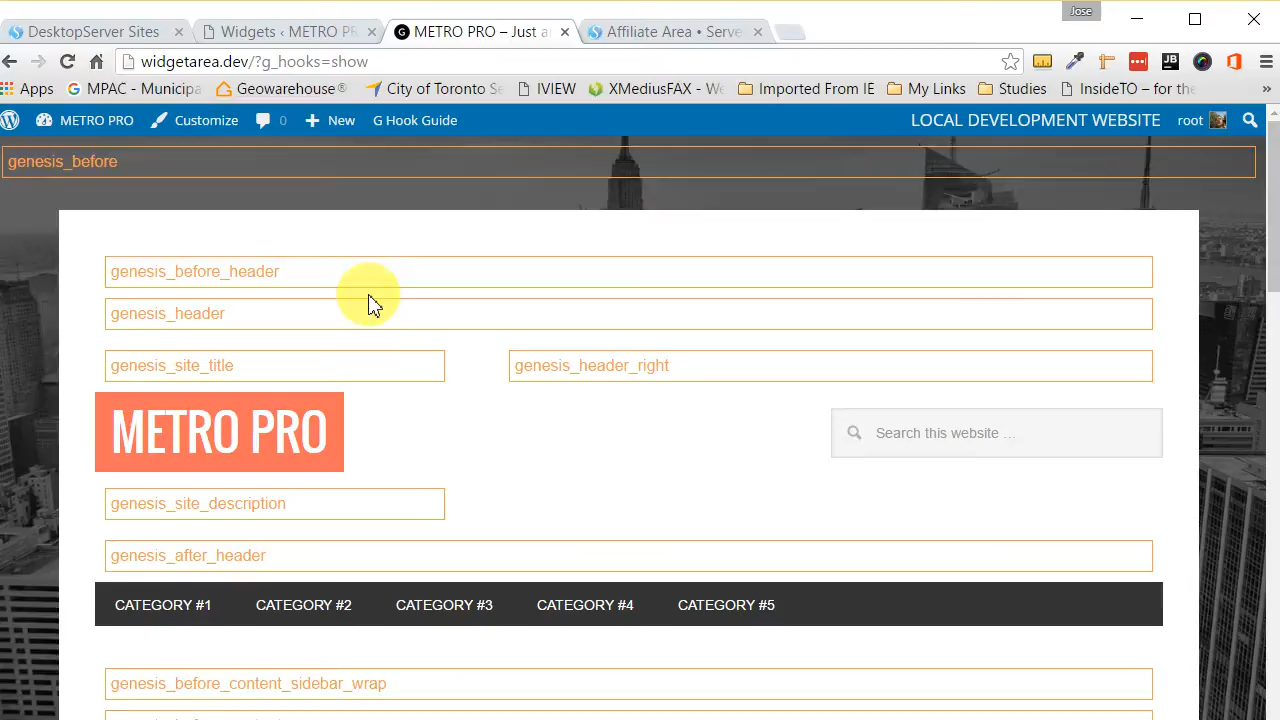 Jose
DesktopServer Sites
Widgets ‹ METRO PR
METRO PRO – Just a
Affiliate Area • Serve
widgetarea.dev/?g_hooks=show
Apps
MPAC - Municipa
Geowarehouse®
City of Toronto Se
IVIEW
XMediusFAX - We
Imported From IE
My Links
Studies
InsideTO – for the
METRO PRO
Customize
0
New
G Hook Guide
LOCAL DEVELOPMENT WEBSITE
root
genesis_before
genesis_before_header
genesis_header
genesis_site_title
genesis_header_right
METRO PRO
Search this website ...
genesis_site_description
genesis_after_header
CATEGORY #1 CATEGORY #2 CATEGORY #3 CATEGORY #4 CATEGORY #5
genesis_before_content_sidebar_wrap